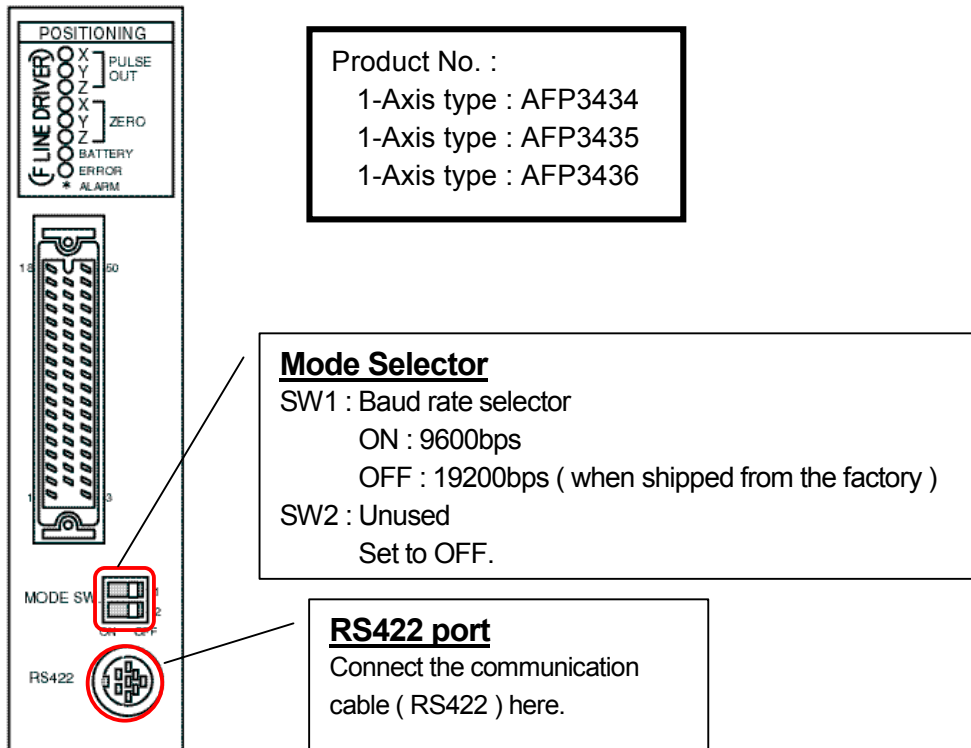 POSITIONING
(F LINE DRIVER)
X
Y
Z
PULSE
OUT
X
Y
Z
ZERO
BATTERY
ERROR
* ALARM
18
50
1
3
MODE SW.
1
2
ON OFF
RS422
Product No. :
1-Axis type : AFP3434
1-Axis type : AFP3435
1-Axis type : AFP3436
Mode Selector
SW1 : Baud rate selector
ON : 9600bps
OFF : 19200bps ( when shipped from the factory )
SW2 : Unused
Set to OFF.
RS422 port
Connect the communication
cable ( RS422 ) here.